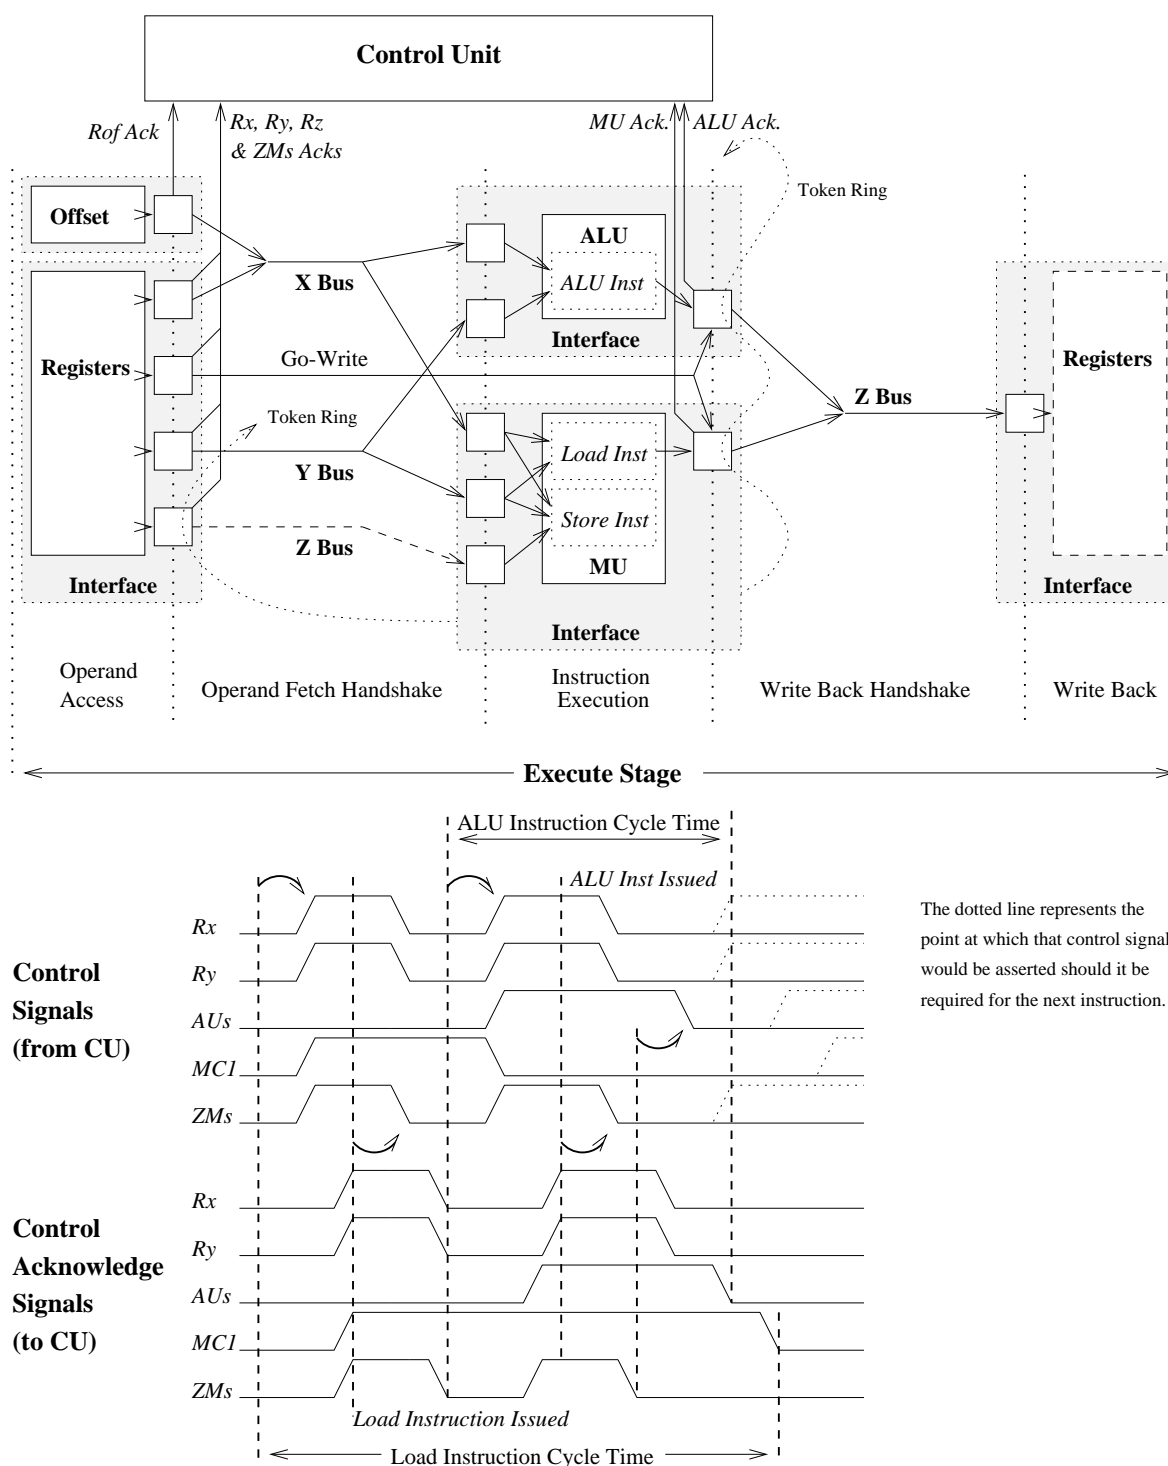 Control Unit
Rof Ack
Rx, Ry, Rz
& ZMs Acks
MU Ack.
ALU Ack.
Token Ring
Offset
ALU
ALU Inst
X Bus
Interface
Registers
Go-Write
Registers
Token Ring
Z Bus
Load Inst
Y Bus
Store Inst
Z Bus
MU
Interface
Interface
Interface
Operand
Access
Operand Fetch Handshake
Instruction
Execution
Write Back Handshake
Write Back
Execute Stage
ALU Instruction Cycle Time
ALU Inst Issued
Control
Signals
(from CU)
Rx
Ry
AUs
MC1
ZMs
The dotted line represents the
point at which that control signal
would be asserted should it be
required for the next instruction.
Control
Acknowledge
Signals
(to CU)
Rx
Ry
AUs
MC1
ZMs
Load Instruction Issued
Load Instruction Cycle Time